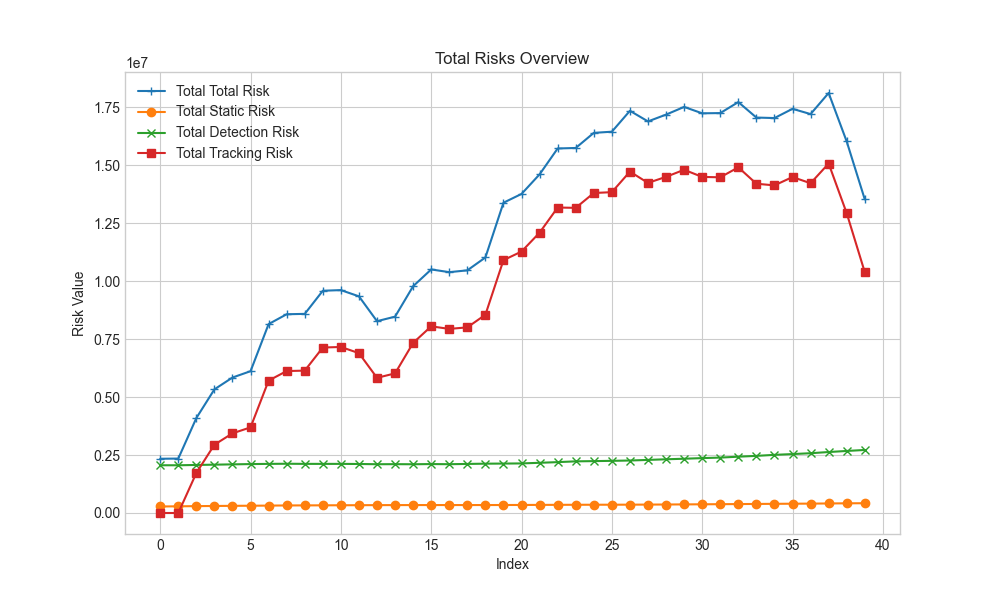 Total Risks Overview
1e7
Total Total Risk
Total Static Risk
Total Detection Risk
Total Tracking Risk
1.75
1.50
1.25
1.00
0.75
0.50
0.25
0.00
Risk Value
0 5 10 15 20 25 30 35 40
Index